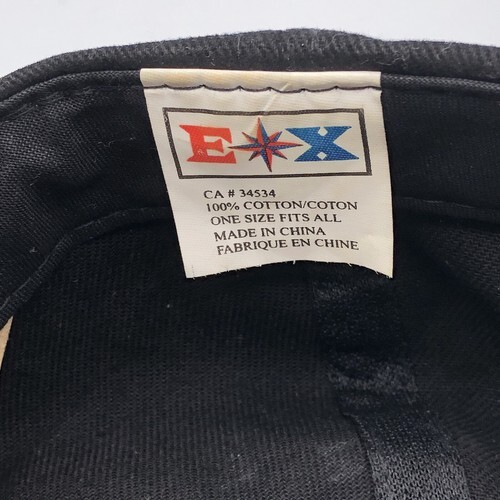 E X
CA # 34534
100% COTTON/COTON
ONE SIZE FITS ALL
MADE IN CHINA
FABRIQUE EN CHINE